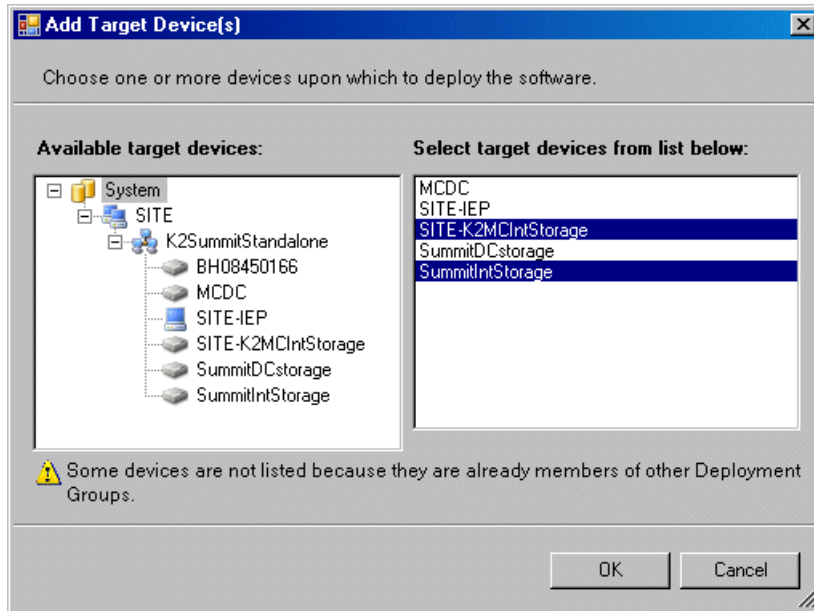 Add Target Device(s)
Choose one or more devices upon which to deploy the software.
Available target devices:
System
SITE
K2SummitStandalone
BH08450166
MCDC
SITE-IEP
SITE-K2MCIntStorage
SummitDCstorage
SummitIntStorage
Select target devices from list below:
MCDC
SITE-IEP
SITE-K2MCIntStorage
SummitDCstorage
SummitIntStorage
Some devices are not listed because they are already members of other Deployment
Groups.
OK
Cancel